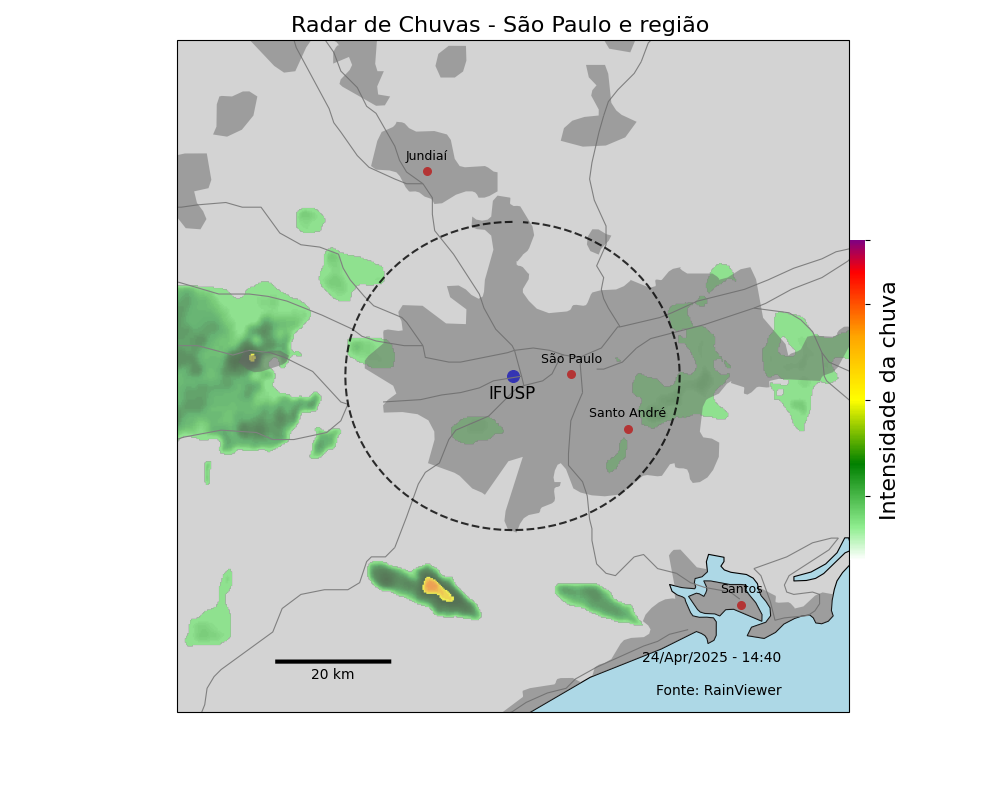 Radar de Chuvas - São Paulo e região
Jundiaí
São Paulo
IFUSP
Santo André
Intensidade da chuva
Santos
24/Apr/2025 - 14:40
20 km
Fonte: RainViewer